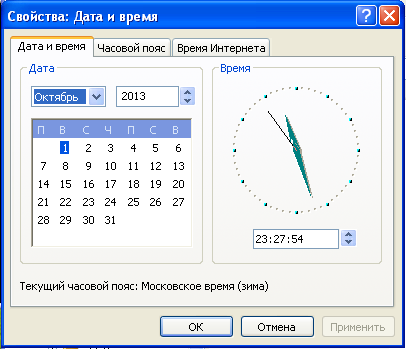 Свойства: Дата и время
Дата и время Часовой пояс Время Интернета
Дата Время
Октябрь 2013
П В С Ч П С В
1 2 3 4 5 6
7 8 9 10 11 12 13
14 15 16 17 18 19 20
21 22 23 24 25 26 27
28 29 30 31
23:27:54
Текущий часовой пояс: Московское время (зима)
ОК Отмена Применить